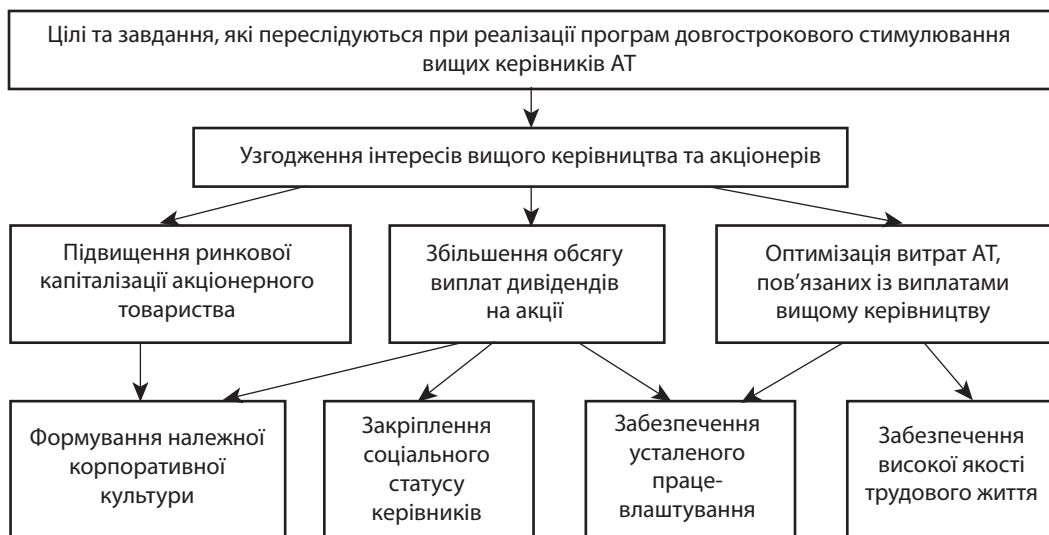 Цілі та завдання, які переслідуються при реалізації програм довгострокового стимулювання
вищих керівників АТ
Узгодження інтересів вищого керівництва та акціонерів
Підвищення ринкової
капіталізації акціонерного
товариства
Збільшення обсягу
виплат дивідендів
на акції
Оптимізація витрат АТ,
пов’язаних із виплатами
вищому керівництву
Формування належної
корпоративної
культури
Закріплення
соціального
статусу
керівників
Забезпечення
усталеного
праце-
влаштування
Забезпечення
високої якості
трудового життя